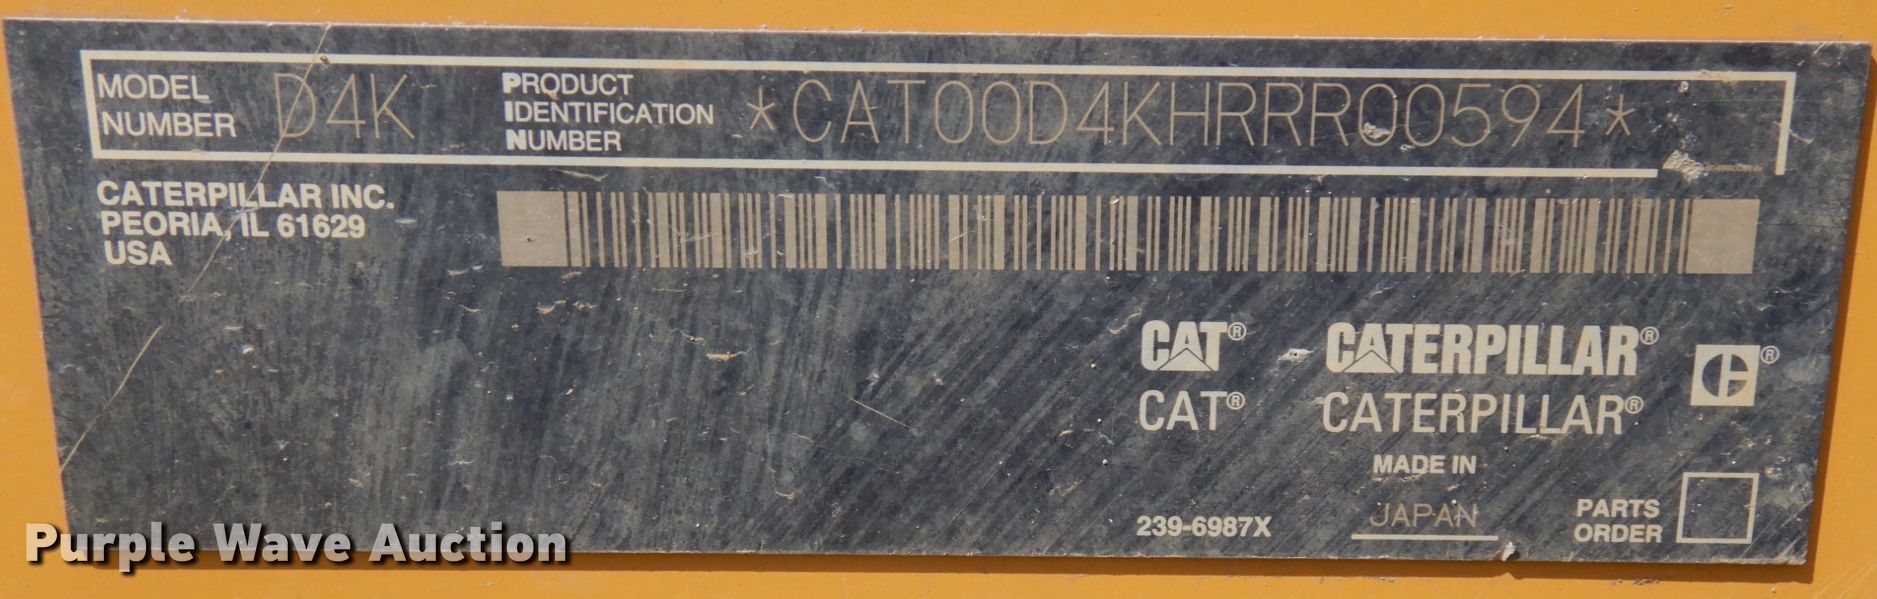 MODEL NUMBER D4K
PRODUCT IDENTIFICATION NUMBER *CAT00D4KHRRR00594*
CATERPILLAR INC.
PEORIA, IL 61629
USA
CAT® CATERPILLAR® ®
CAT® CATERPILLAR®
MADE IN
JAPAN
239-6987X
PARTS ORDER
Purple Wave Auction